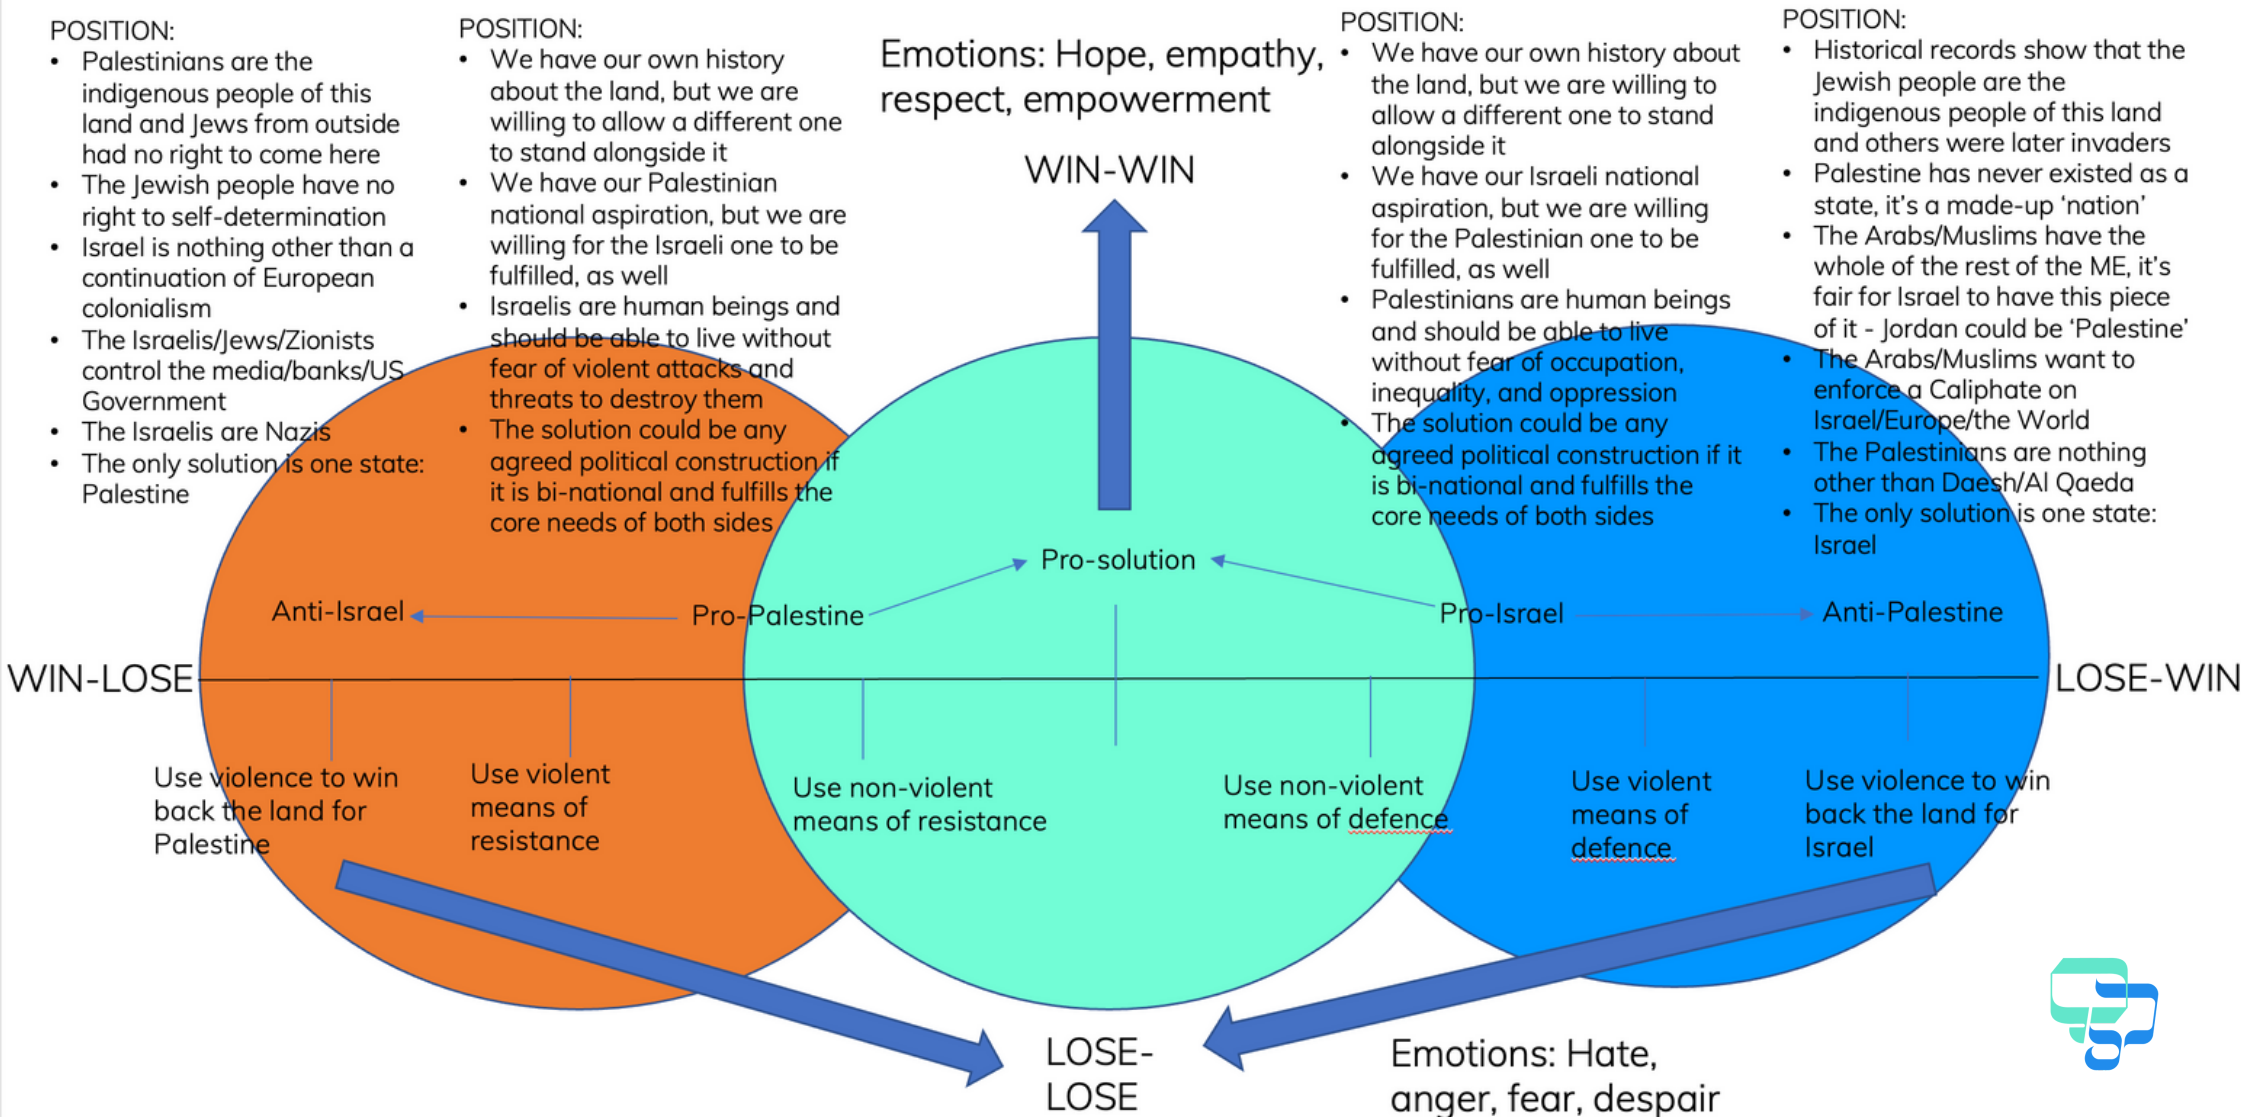 POSITION:
• Palestinians are the
indigenous people of this
land and Jews from outside
had no right to come here
• The Jewish people have no
right to self-determination
• Israel is nothing other than a
continuation of European
colonialism
• The Israelis/Jews/Zionists
control the media/banks/US
Government
• The Israelis are Nazis
• The only solution is one state:
Palestine
POSITION:
• We have our own history
about the land, but we are
willing to allow a different one
to stand alongside it
• We have our Palestinian
national aspiration, but we are
willing for the Israeli one to be
fulfilled, as well
• Israelis are human beings and
should be able to live without
fear of violent attacks and
threats to destroy them
• The solution could be any
agreed political construction if
it is bi-national and fulfills the
core needs of both sides
Emotions: Hope, empathy,
respect, empowerment
WIN-WIN
POSITION:
• We have our own history about
the land, but we are willing to
allow a different one to stand
alongside it
• We have our Israeli national
aspiration, but we are willing
for the Palestinian one to be
fulfilled, as well
• Palestinians are human beings
and should be able to live
without fear of occupation,
inequality, and oppression
• The solution could be any
agreed political construction if it
is bi-national and fulfills the
core needs of both sides
POSITION:
• Historical records show that the
Jewish people are the
indigenous people of this land
and others were later invaders
• Palestine has never existed as a
state, it’s a made-up ‘nation’
• The Arabs/Muslims have the
whole of the rest of the ME, it’s
fair for Israel to have this piece
of it - Jordan could be ‘Palestine’
• The Arabs/Muslims want to
enforce a Caliphate on
Israel/Europe/the World
• The Palestinians are nothing
other than Daesh/Al Qaeda
• The only solution is one state:
Israel
Pro-solution
Anti-Israel
Pro-Palestine
Pro-Israel
Anti-Palestine
WIN-LOSE
LOSE-WIN
Use violence to win
back the land for
Palestine
Use violent
means of
resistance
Use non-violent
means of resistance
Use non-violent
means of defence
Use violent
means of
defence
Use violence to win
back the land for
Israel
LOSE-
LOSE
Emotions: Hate,
anger, fear, despair